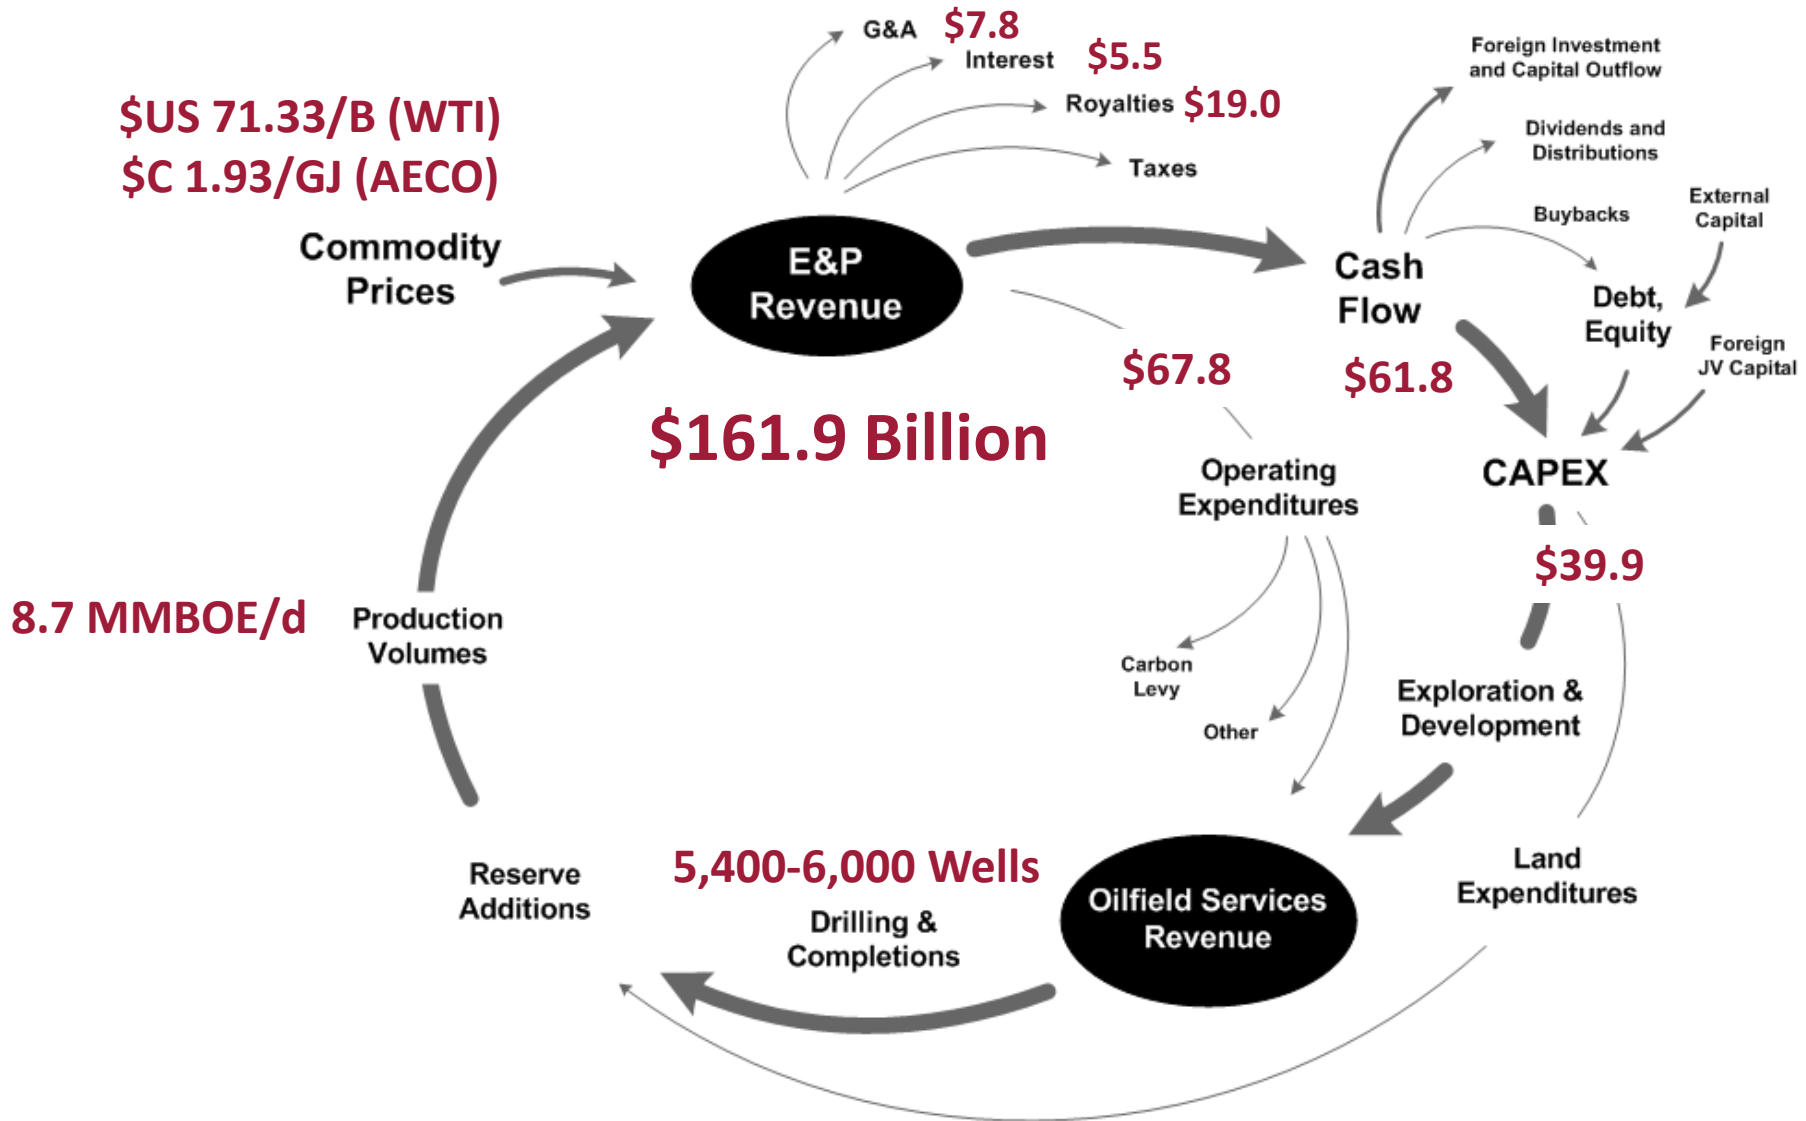 G&A $7.8
Interest $5.5
Royalties $19.0
Taxes
Foreign Investment
and Capital Outflow
Dividends and
Distributions
Buybacks
External
Capital
$US 71.33/B (WTI)
$C 1.93/GJ (AECO)
Commodity
Prices
E&P
Revenue
$161.9 Billion
Cash
Flow
$61.8
Debt,
Equity
Foreign
JV Capital
$67.8
Operating
Expenditures
CAPEX
$39.9
8.7 MMBOE/d
Production
Volumes
Carbon
Levy
Other
Exploration &
Development
Land
Expenditures
Oilfield Services
Revenue
5,400-6,000 Wells
Drilling &
Completions
Reserve
Additions